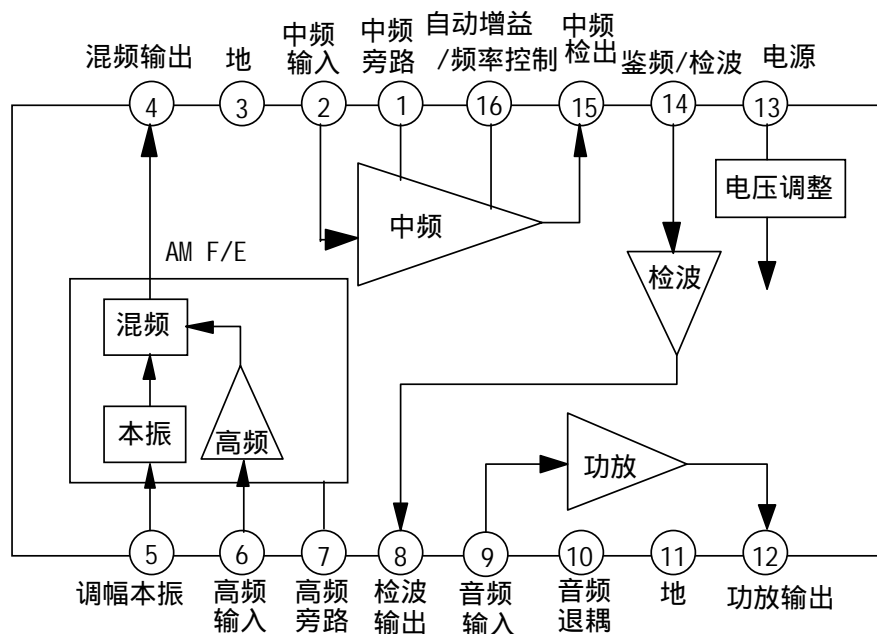 混频输出
地
中频
输入
中频
旁路
自动增益
/频率控制
中频
检出
鉴频/检波
电源
4
3
2
1
16
15
14
13
中频
电压调整
AM F/E
检波
混频
本振
高频
功放
5
6
7
8
9
10
11
12
调幅本振
高频
输入
高频
旁路
检波
输出
音频
输入
音频
退耦
地
功放输出